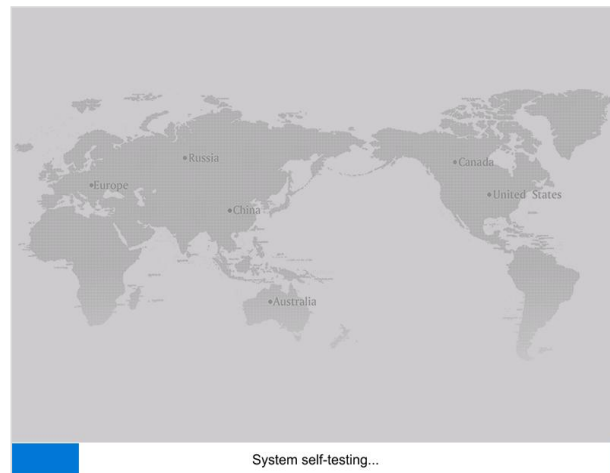 Russia
Canada
Europe
United States
China
Australia
System self-testing...